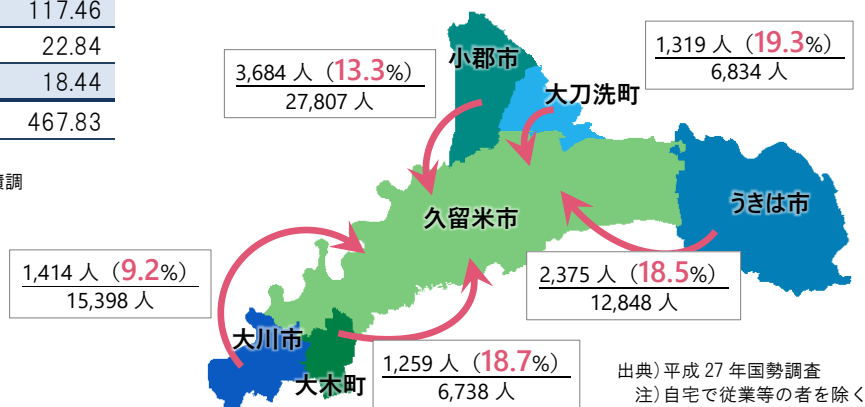 117.46
22.84
18.44
467.83
責調
小郡市
3,684 人（13.3%）
27,807 人
大刀洗町
1,319 人（19.3%）
6,834 人
久留米市
うきは市
1,414 人（9.2%）
15,398 人
2,375 人（18.5%）
12,848 人
大川市
大木町
1,259 人（18.7%）
6,738 人
出典）平成 27 年国勢調査
注）自宅で従業等の者を除く